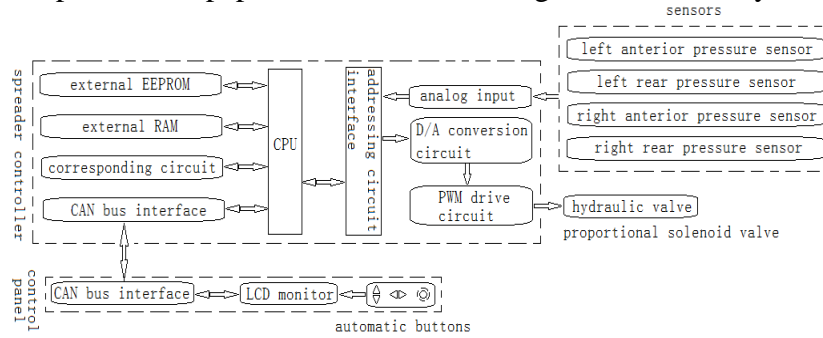 sensors
left anterior pressure sensor
left rear pressure sensor
right anterior pressure sensor
right rear pressure sensor
spreader controller
external EEPROM
external RAM
corresponding circuit
CAN bus interface
CPU
addressing circuit
interface
analog input
D/A conversion
circuit
PWM drive
circuit
hydraulic valve
proportional solenoid valve
control
panel
CAN bus interface
LCD monitor
automatic buttons